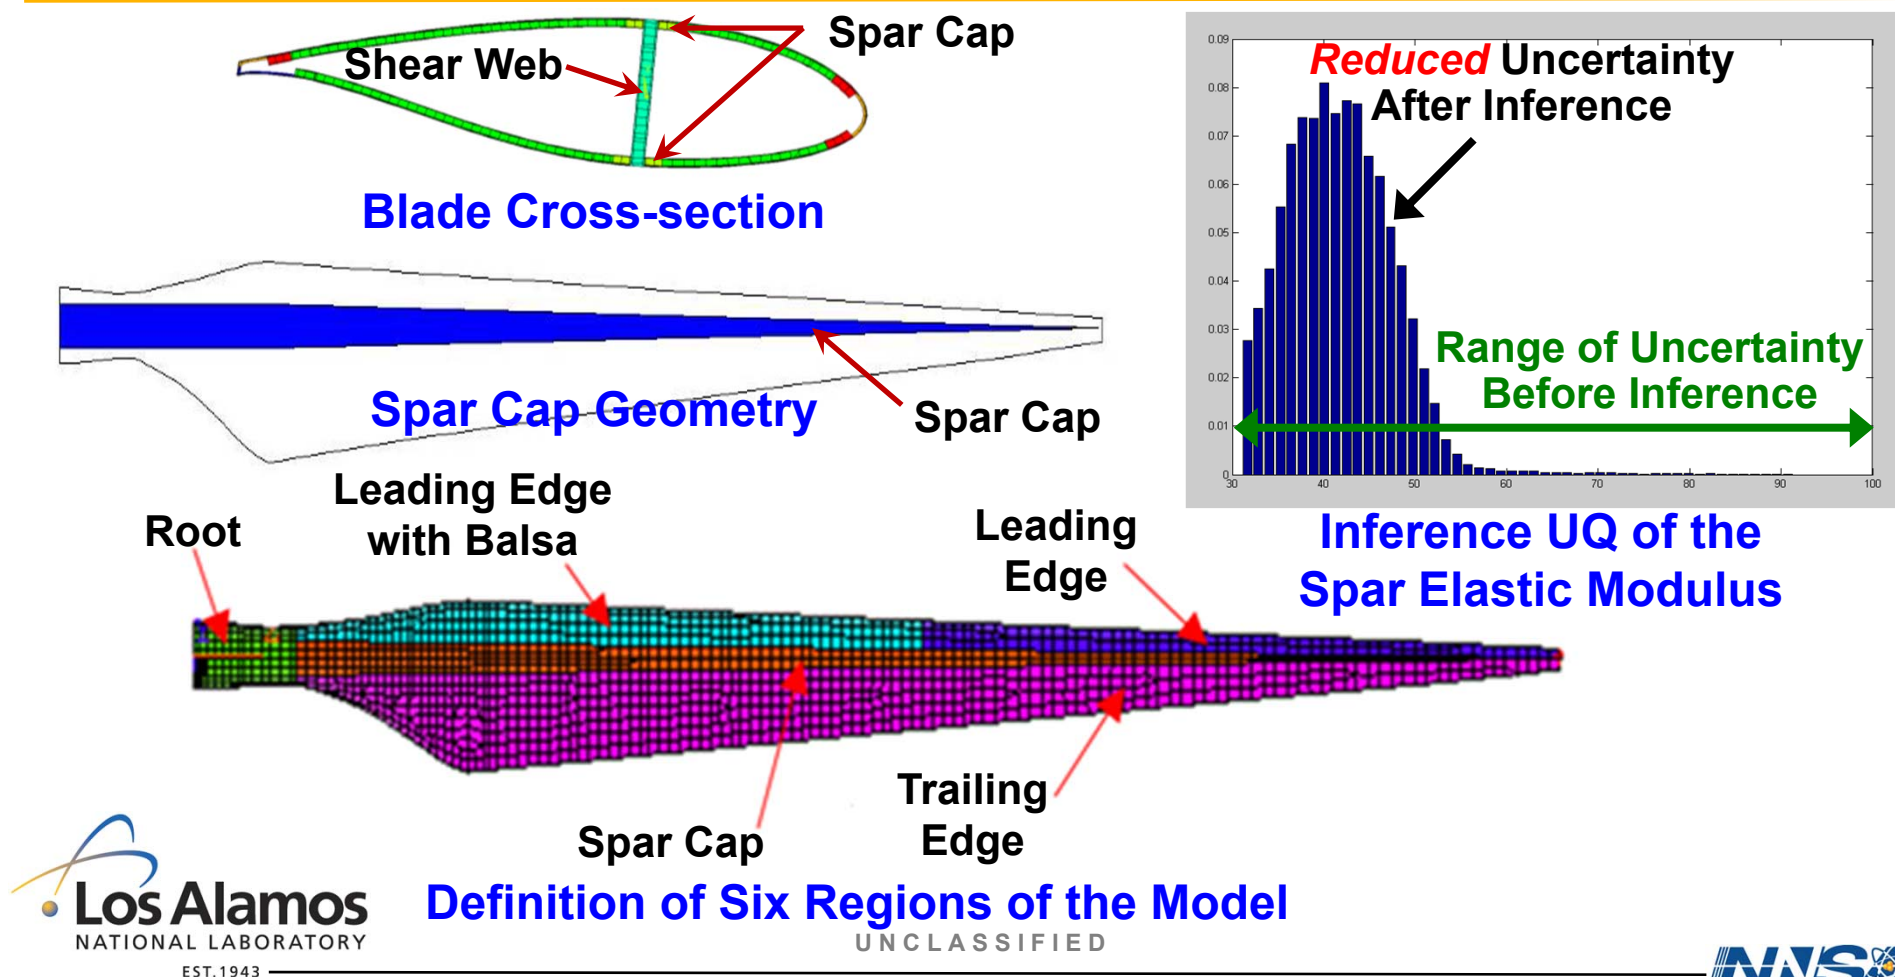 Spar Cap
Shear Web
Blade Cross-section
Spar Cap Geometry
Spar Cap
0.09
0.08
0.07
0.06
0.05
0.04
0.03
0.02
0.01
0
30 40 50 60 70 80 90 100
Reduced Uncertainty
After Inference
Range of Uncertainty
Before Inference
Inference UQ of the
Spar Elastic Modulus
Root
Leading Edge
with Balsa
Leading
Edge
Spar Cap
Trailing
Edge
Definition of Six Regions of the Model
Los Alamos
NATIONAL LABORATORY
EST.1943
UNCLASSIFIED